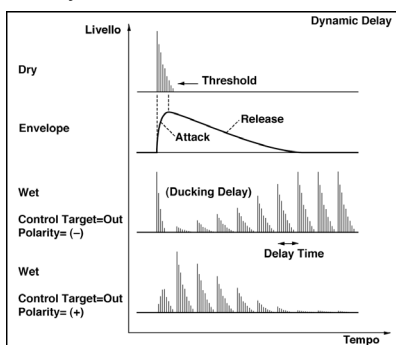 Dynamic Delay
Livello
Dry
Threshold
Envelope
Attack
Release
Wet
(Ducking Delay)
Control Target=Out
Polarity= (–)
Delay Time
Wet
Control Target=Out
Polarity= (+)
Tempo